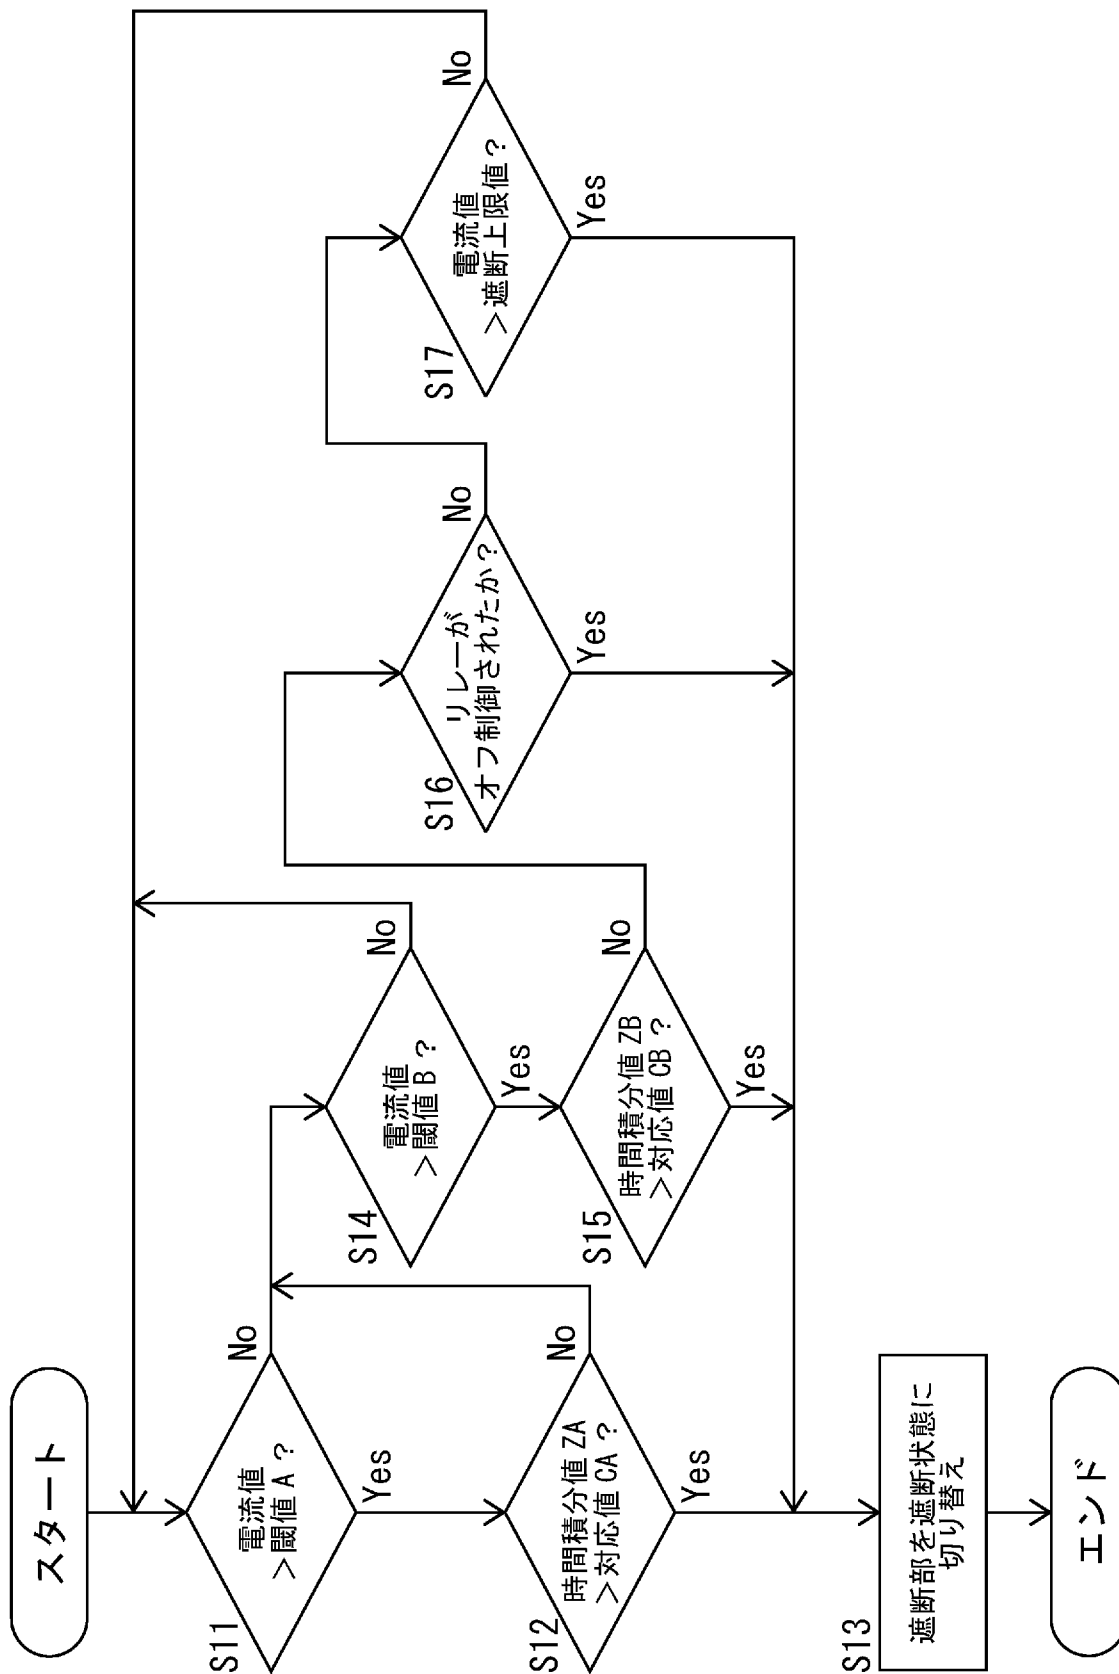 スタート
S11
電流値
＞閾値 A ?
No
Yes
S12
時間積分値 ZA
＞対応値 CA ?
No
Yes
S13
遮断部を遮断状態に
切り替え
エンド
S14
電流値
＞閾値 B ?
No
Yes
S15
時間積分値 ZB
＞対応値 CB ?
No
Yes
S16
リレーが
オフ制御されたか?
No
Yes
S17
電流値
＞遮断上限値?
No
Yes